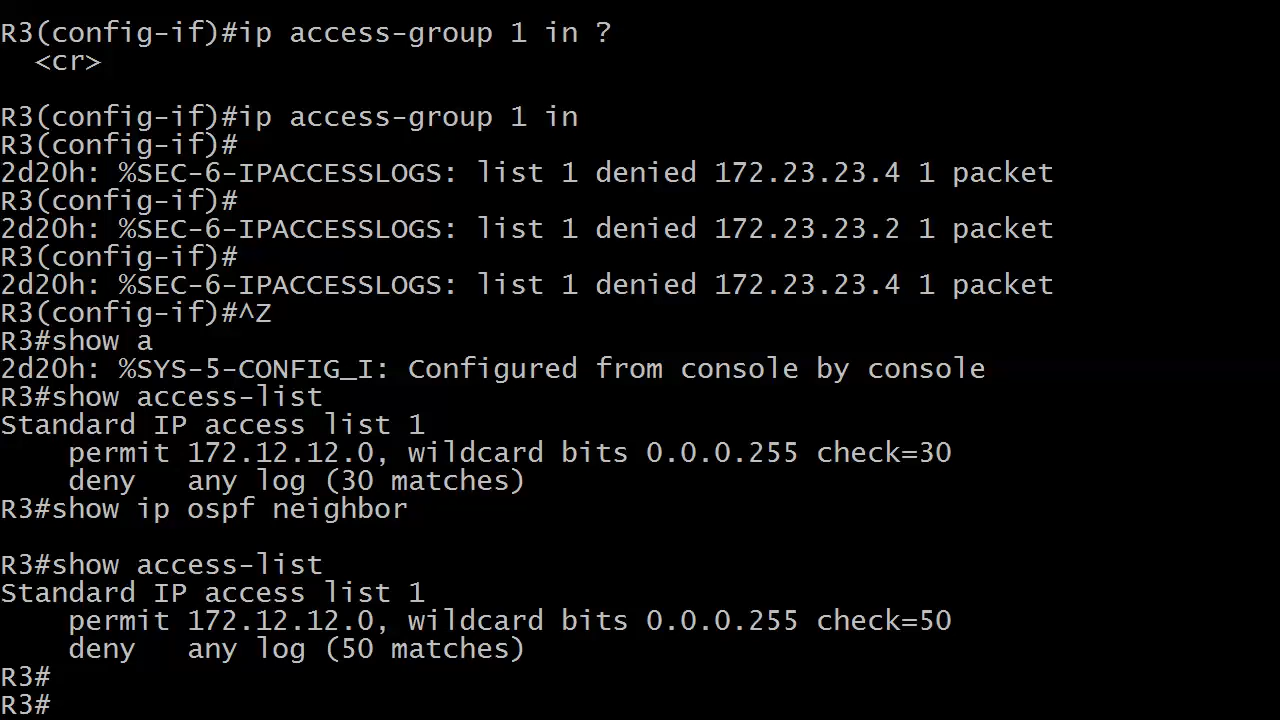 R3(config-if)#ip access-group 1 in ?
  <cr>

R3(config-if)#ip access-group 1 in
R3(config-if)#
2d20h: %SEC-6-IPACCESSLOGS: list 1 denied 172.23.23.4 1 packet
R3(config-if)#
2d20h: %SEC-6-IPACCESSLOGS: list 1 denied 172.23.23.2 1 packet
R3(config-if)#
2d20h: %SEC-6-IPACCESSLOGS: list 1 denied 172.23.23.4 1 packet
R3(config-if)#^Z
R3#show a
2d20h: %SYS-5-CONFIG_I: Configured from console by console
R3#show access-list
Standard IP access list 1
    permit 172.12.12.0, wildcard bits 0.0.0.255 check=30
    deny   any log (30 matches)
R3#show ip ospf neighbor

R3#show access-list
Standard IP access list 1
    permit 172.12.12.0, wildcard bits 0.0.0.255 check=50
    deny   any log (50 matches)
R3#
R3#